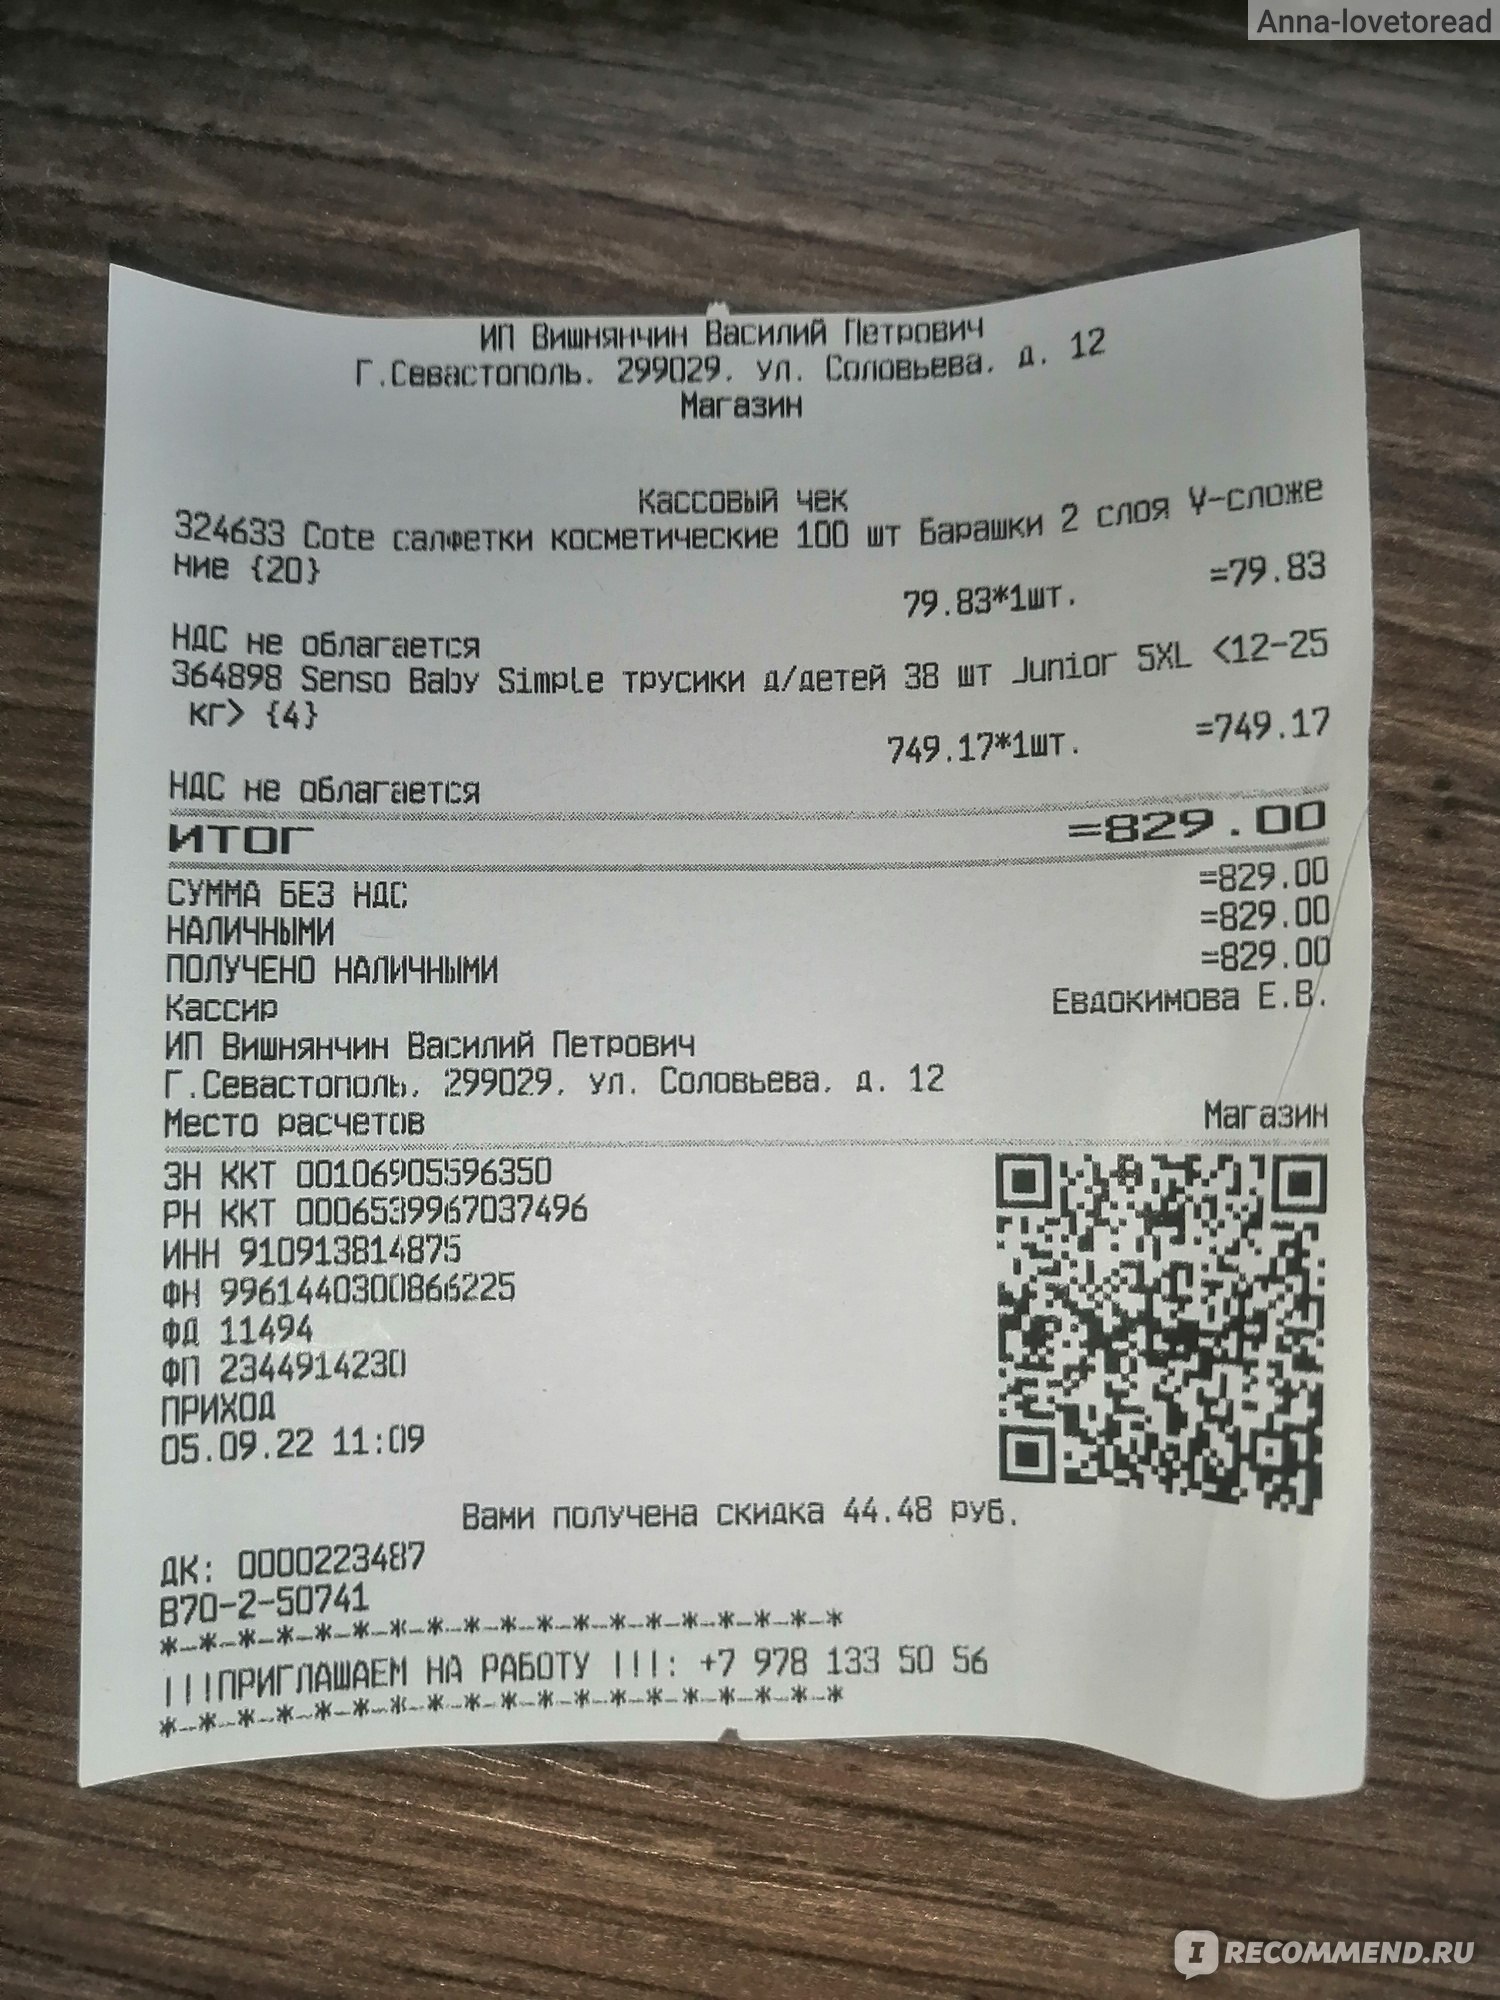 Anna-lovetoread
ИП Вишнянчин Василий Петрович
Г.Севастополь, 299029, ул. Соловьева, д. 12
Магазин
Кассовый чек
324633 Cote салфетки косметические 100 шт Барашки 2 слоя V-сложе
ние {20}
79.83*1шт. =79.83
НДС не облагается
364898 Senso Baby Simple трусики д/детей 38 шт Junior 5XL <12-25
кг> {4}
749.17*1шт. =749.17
НДС не облагается
ИТОГ =829.00
СУММА БЕЗ НДС =829.00
НАЛИЧНЫМИ =829.00
ПОЛУЧЕНО НАЛИЧНЫМИ =829.00
Кассир Евдокимова Е.В.
ИП Вишнянчин Василий Петрович
Г.Севастополь, 299029, ул. Соловьева, д. 12
Место расчетов Магазин
ЗН ККТ 00106905596350
РН ККТ 0006539967037496
ИНН 910913814875
ФН 9961440300866225
ФД 11494
ФП 2344914230
ПРИХОД
05.09.22 11:09
Вами получена скидка 44.48 руб.
ДК: 0000223487
B70-2-50741
*_*_*_*_*_*_*_*_*_*_*_*_*_*_*_*_*_*_*
!!!ПРИГЛАШАЕМ НА РАБОТУ !!!: +7 978 133 50 56
*_*_*_*_*_*_*_*_*_*_*_*_*_*_*_*_*_*_*
I RECOMMEND.RU